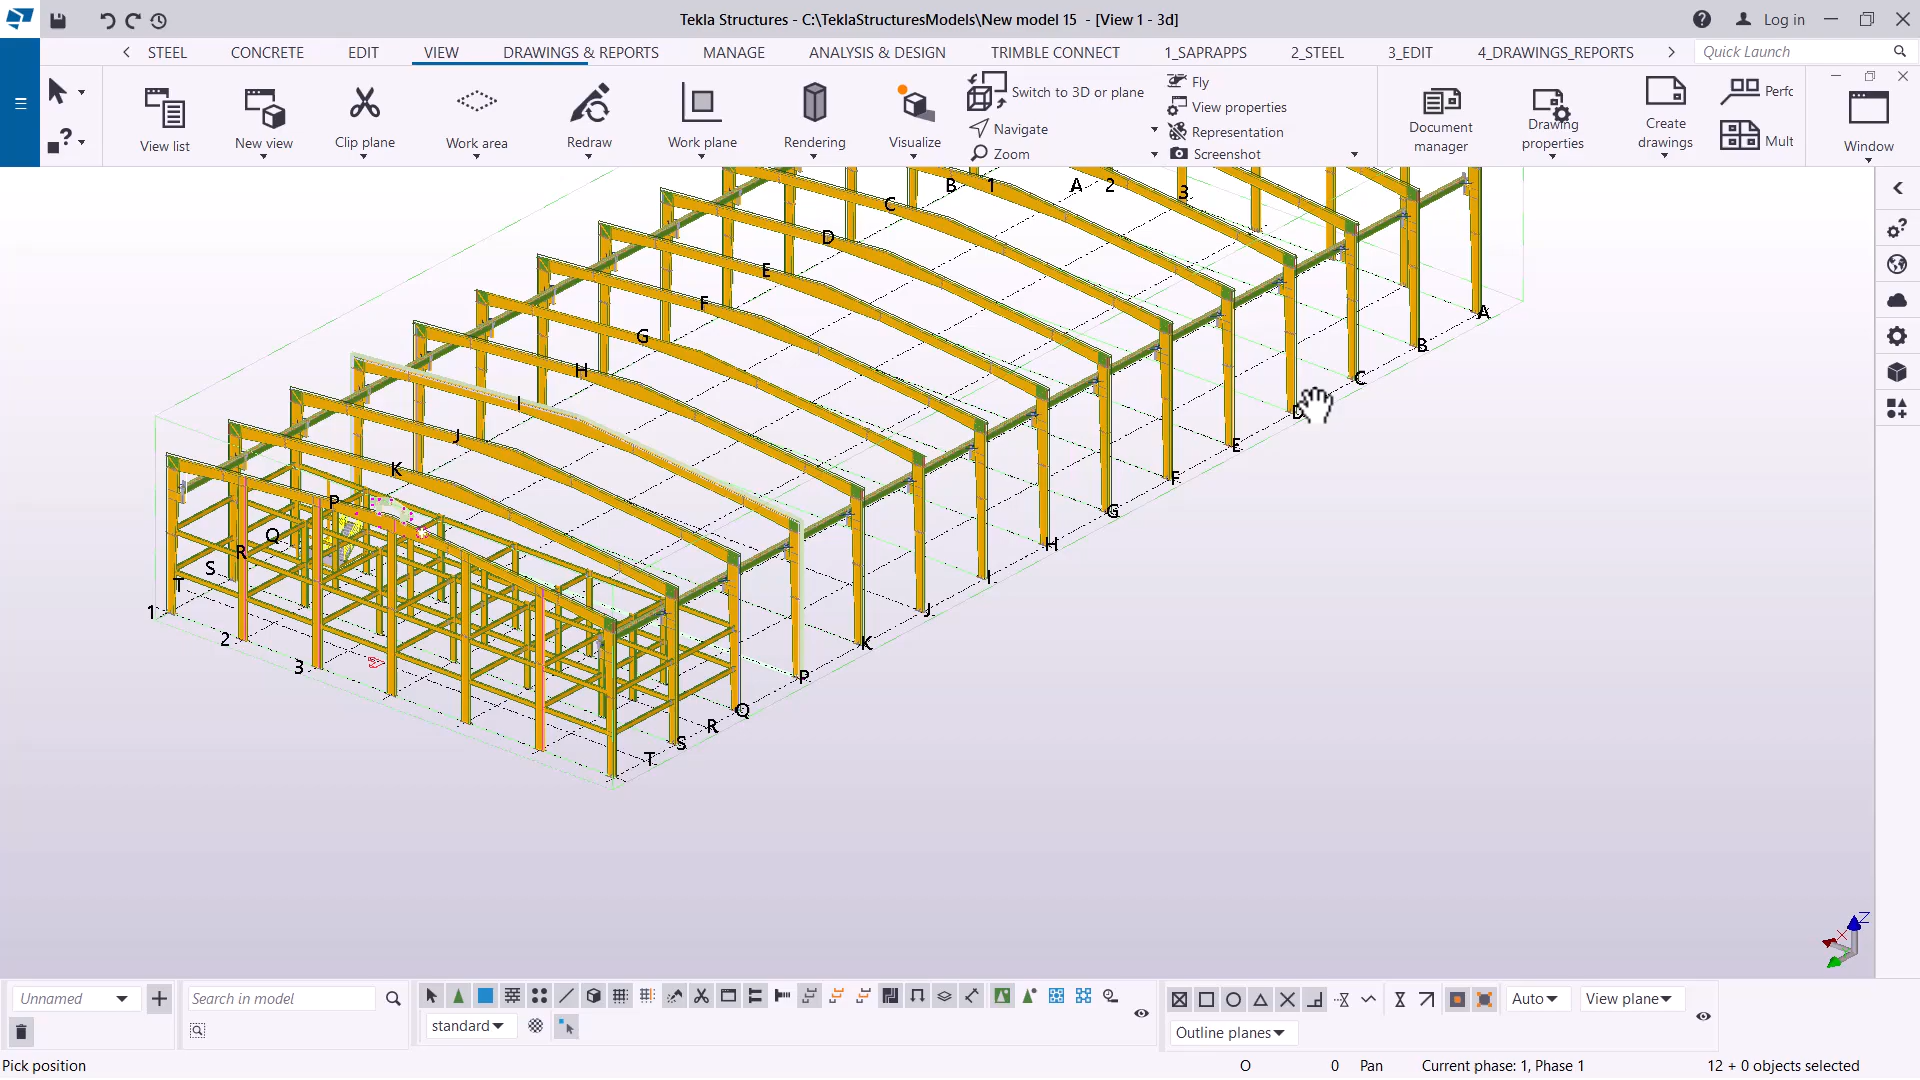 Tekla Structures - C:\TeklaStructuresModels\New model 15 - [View 1 - 3d]
Log in
STEEL CONCRETE EDIT VIEW DRAWINGS & REPORTS MANAGE ANALYSIS & DESIGN TRIMBLE CONNECT 1_SAPRAPPS 2_STEEL 3_EDIT 4_DRAWINGS_REPORTS Quick Launch
View list
New view
Clip plane
Work area
Redraw
Work plane
Rendering
Visualize
Switch to 3D or plane
Navigate
Zoom
Fly
View properties
Representation
Screenshot
Document manager
Drawing properties
Create drawings
Perfc
Mult
Window
B 1 A 2 3
C
D
E
F
G
H
I
J
K
P
Q
R
S
T
1
2
3
A
B
C
D
E
F
G
H
I
J
K
P
Q
R
S
T
Z
X
Unnamed
Search in model
standard
Auto
View plane
Outline planes
Pick position
O 0 Pan Current phase: 1, Phase 1 12 + 0 objects selected